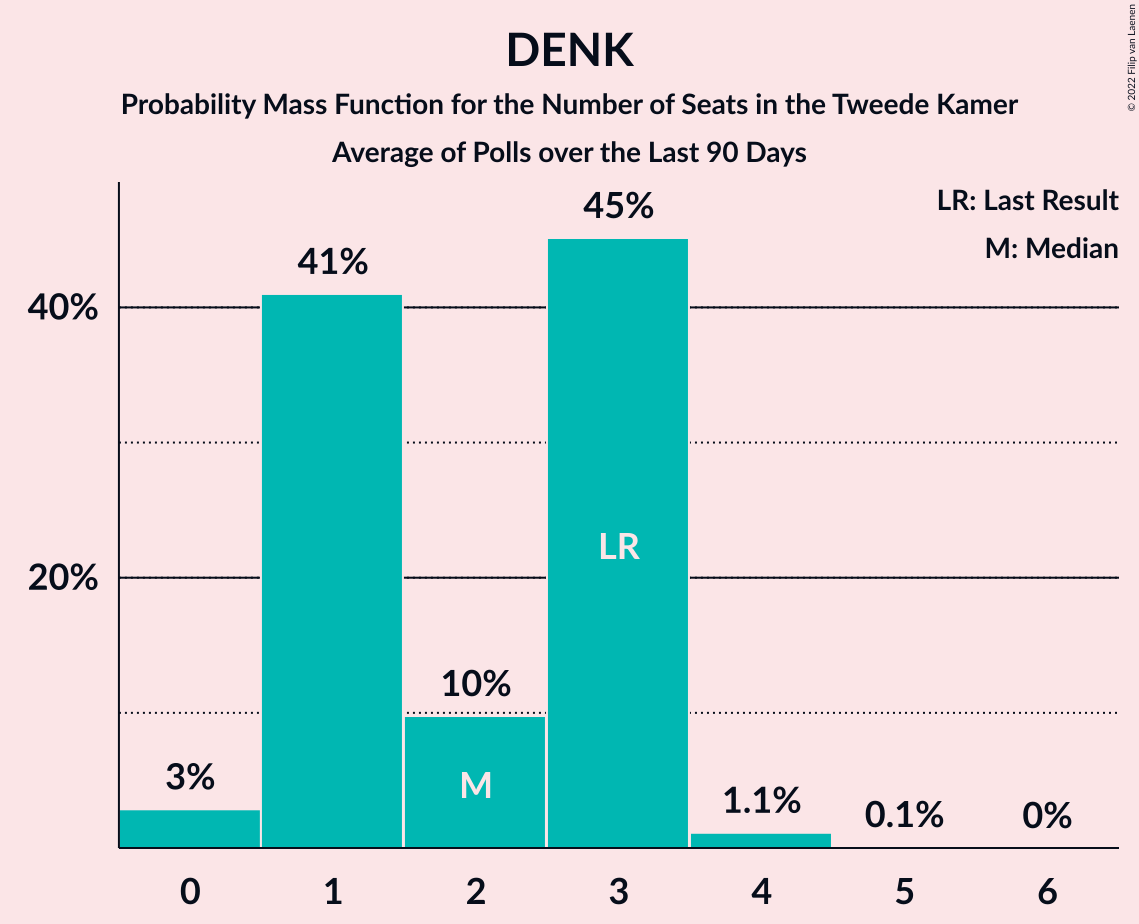 DENK
Probability Mass Function for the Number of Seats in the Tweede Kamer
Average of Polls over the Last 90 Days
© 2022 Filip van Laenen
LR: Last Result
M: Median
45%
41%
40%
LR
20%
10%
M
3%
1.1%
0.1%
0%
0 1 2 3 4 5 6